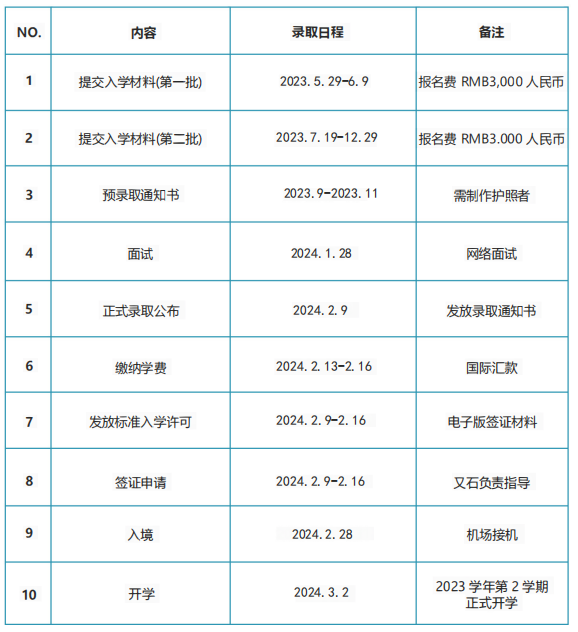 NO. 内容 录取日程 备注
1 提交入学材料(第一批) 2023.5.29-6.9 报名费 RMB3,000 人民币
2 提交入学材料(第二批) 2023.7.19-12.29 报名费 RMB3.000 人民币
3 预录取通知书 2023.9-2023.11 需制作护照者
4 面试 2024.1.28 网络面试
5 正式录取公布 2024.2.9 发放录取通知书
6 缴纳学费 2024.2.13-2.16 国际汇款
7 发放标准入学许可 2024.2.9-2.16 电子版签证材料
8 签证申请 2024.2.9-2.16 又石负责指导
9 入境 2024.2.28 机场接机
10 开学 2024.3.2 2023 学年第 2 学期
正式开学